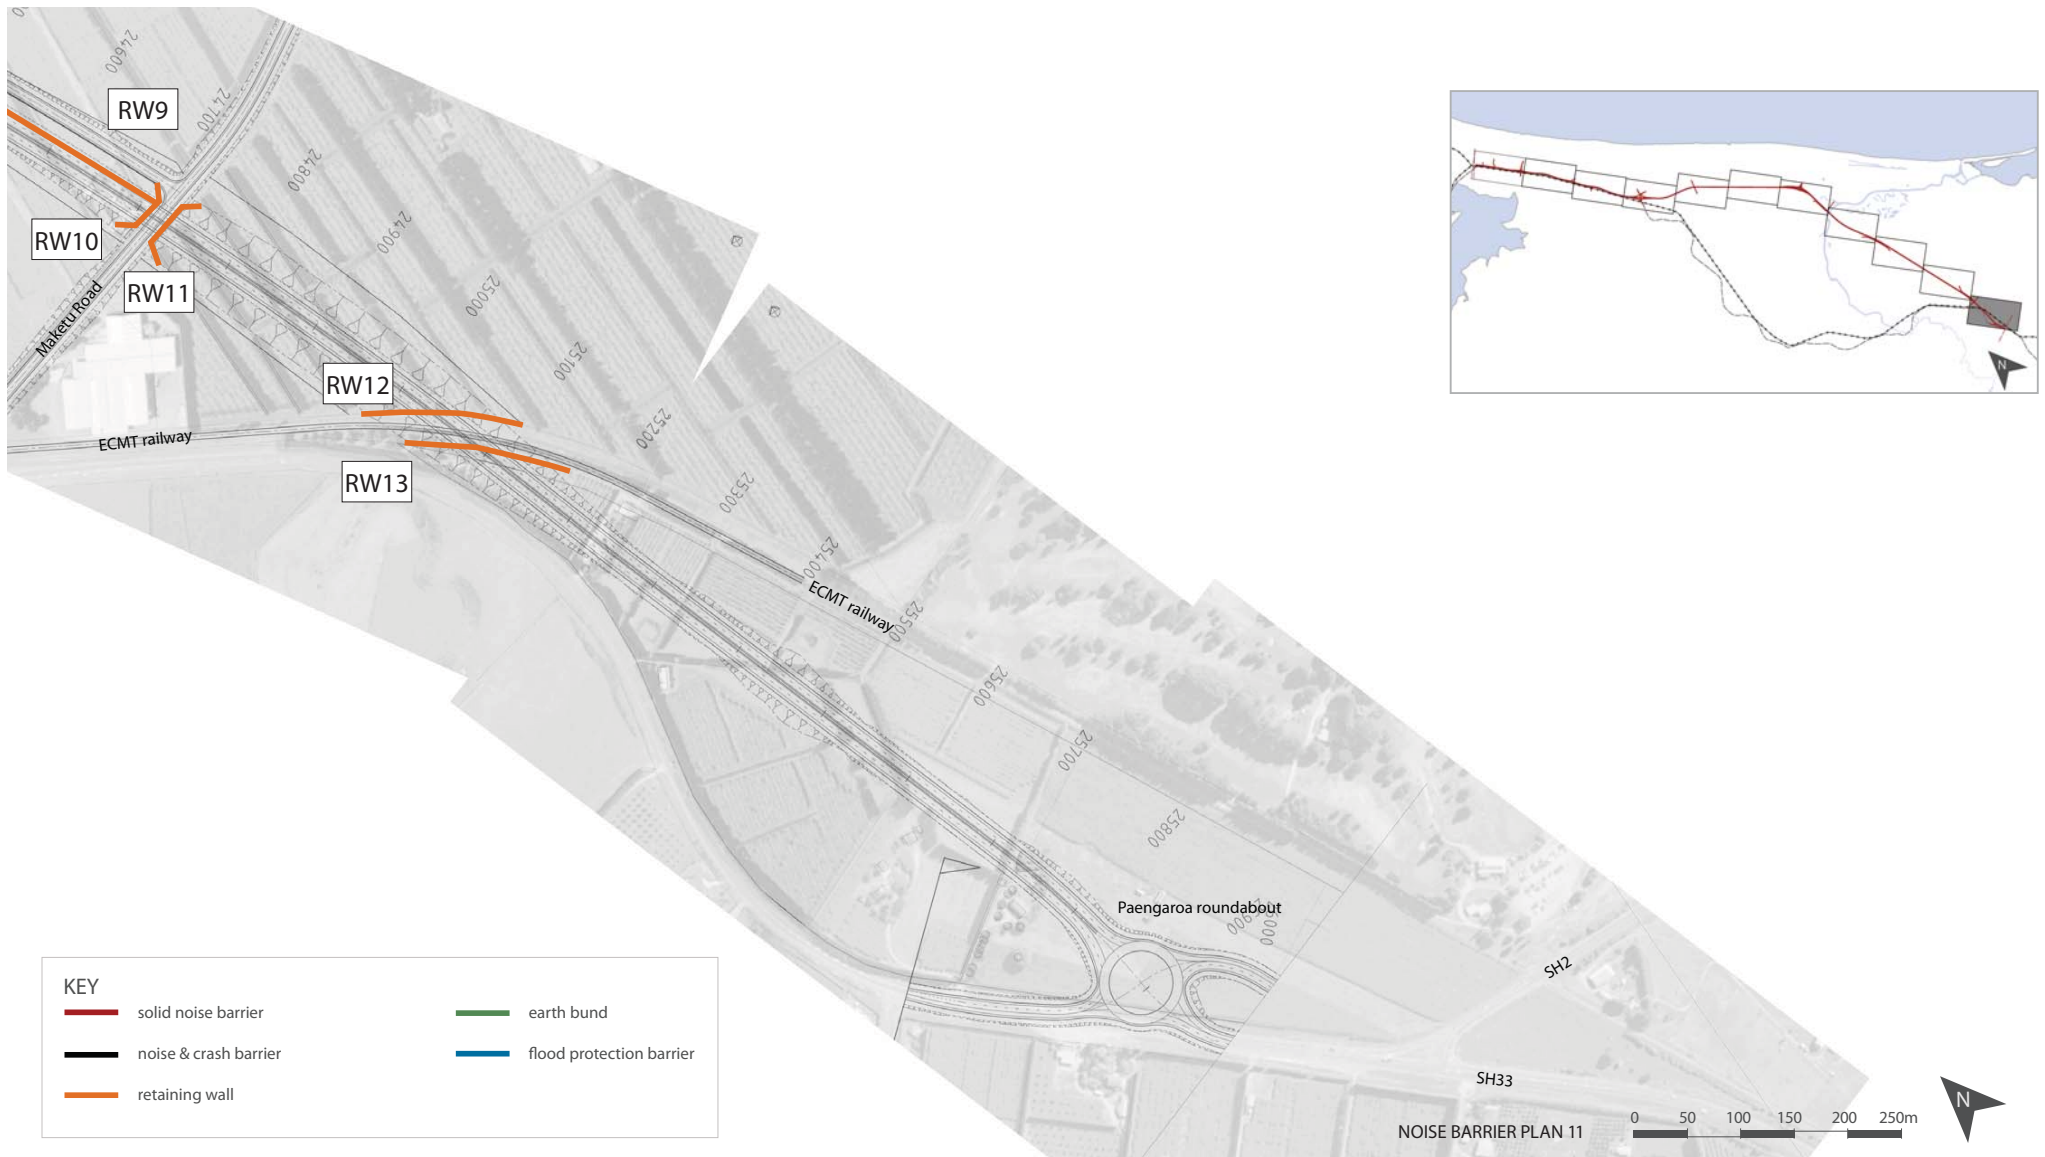 24600
24700
RW9
24800
24900
RW10
RW11
25000
Maketu Road
25100
RW12
25200
ECMT railway
RW13
25300
25400
ECMT railway
25500
25600
25700
25800
Paengaroa roundabout
25900
26000
SH2
SH33
KEY
solid noise barrier
noise & crash barrier
retaining wall
earth bund
flood protection barrier
NOISE BARRIER PLAN 11
0 50 100 150 200 250m
N
N